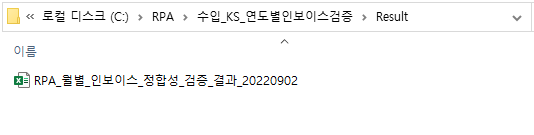 « 로컬 디스크 (C:) > RPA > 수입_KS_연도별인보이스검증 > Result
이름
RPA_월별_인보이스_정합성_검증_결과_20220902